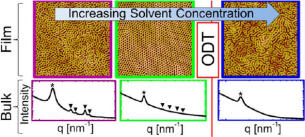 Increasing Solvent Concentration
Film
ODT
Bulk
Intensity
q [nm⁻¹]
q [nm⁻¹]
q [nm⁻¹]